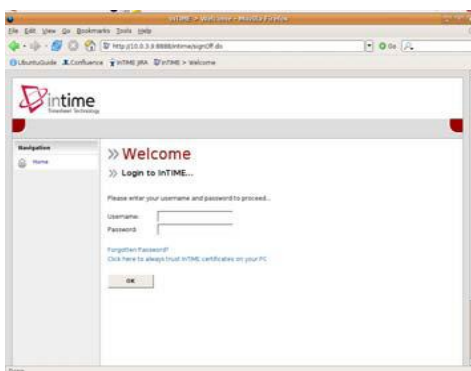 InTIME > Welcome - Mozilla Firefox
File Edit View Go Bookmarks Tools Help
Go
UbuntuGuide Confluence InTIME JIRA InTIME > Welcome
intime
Timesheet Technology
Navigation
Home
>> Welcome
>> Login to InTIME...
Please enter your username and password to proceed...
Username:
Password:
Forgotten Password?
Click here to always trust InTIME certificates on your PC
OK
Done